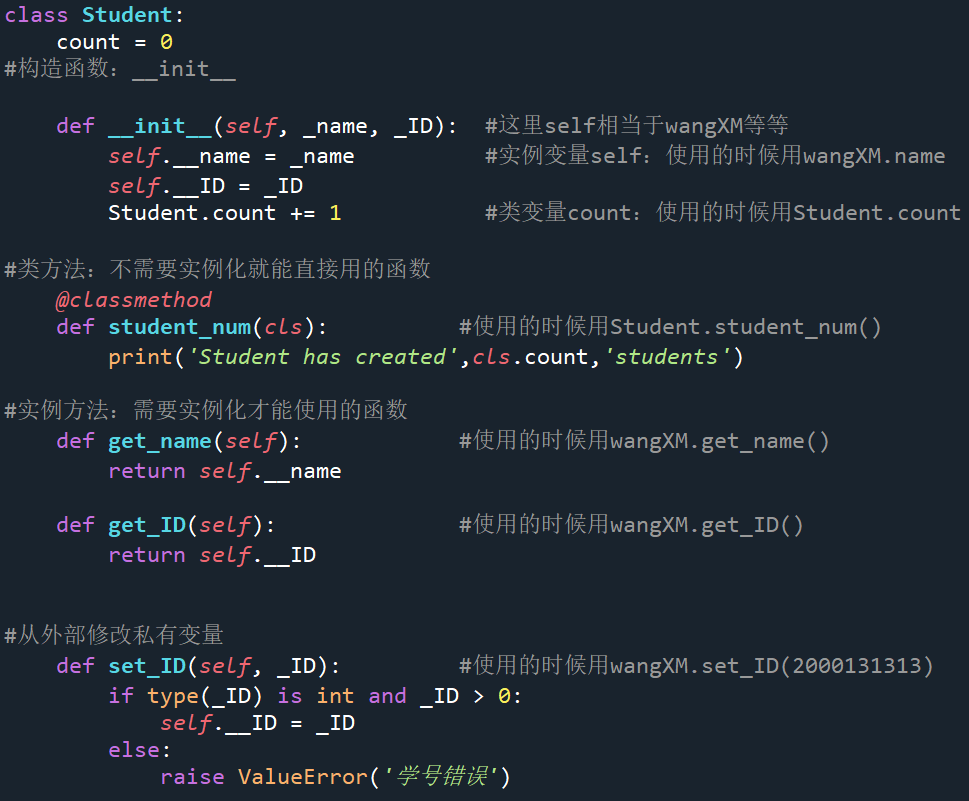 class Student:
    count = 0
#构造函数：__init__

    def __init__(self, _name, _ID):  #这里self相当于wangXM等等
        self.__name = _name          #实例变量self：使用的时候用wangXM.name
        self.__ID = _ID
        Student.count += 1           #类变量count：使用的时候用Student.count

#类方法：不需要实例化就能直接用的函数
    @classmethod
    def student_num(cls):          #使用的时候用Student.student_num()
        print('Student has created',cls.count,'students')

#实例方法：需要实例化才能使用的函数
    def get_name(self):            #使用的时候用wangXM.get_name()
        return self.__name

    def get_ID(self):              #使用的时候用wangXM.get_ID()
        return self.__ID


#从外部修改私有变量
    def set_ID(self, _ID):         #使用的时候用wangXM.set_ID(2000131313)
        if type(_ID) is int and _ID > 0:
            self.__ID = _ID
        else:
            raise ValueError('学号错误')